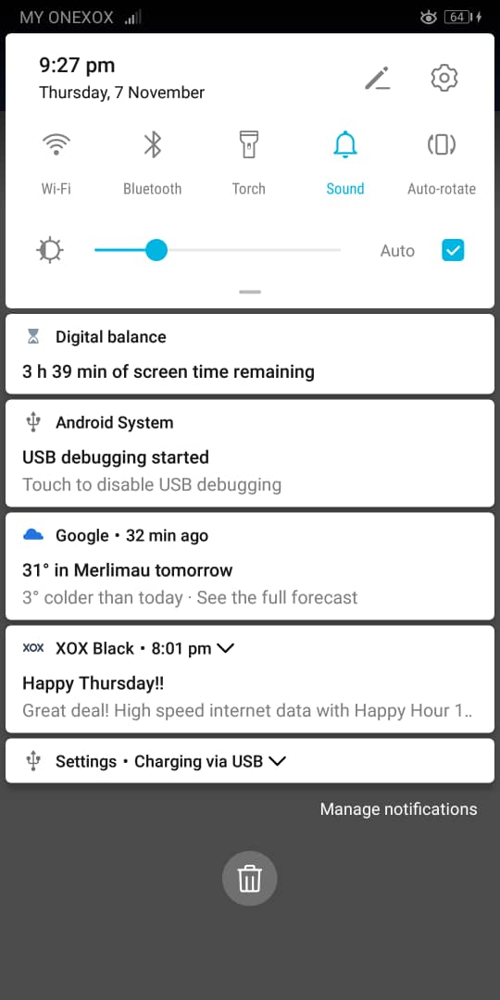 MY ONEXOX
64
9:27 pm
Thursday, 7 November
Wi-Fi
Bluetooth
Torch
Sound
Auto-rotate
Auto
Digital balance
3 h 39 min of screen time remaining
Android System
USB debugging started
Touch to disable USB debugging
Google • 32 min ago
31° in Merlimau tomorrow
3° colder than today · See the full forecast
XOX XOX Black • 8:01 pm
Happy Thursday!!
Great deal! High speed internet data with Happy Hour 1..
Settings • Charging via USB
Manage notifications